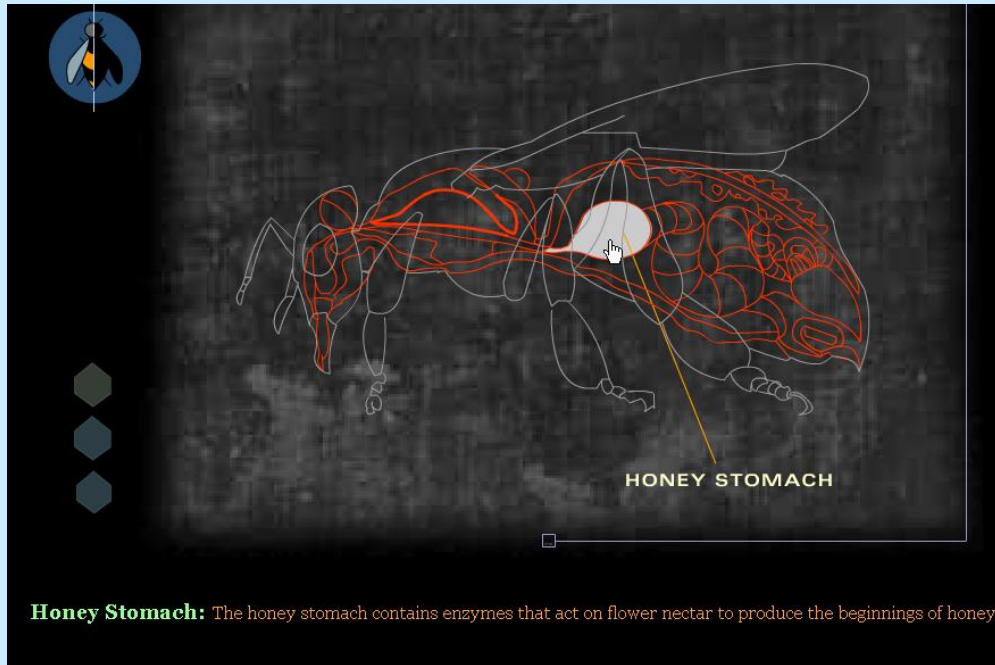 HONEY STOMACH
Honey Stomach: The honey stomach contains enzymes that act on flower nectar to produce the beginnings of honey